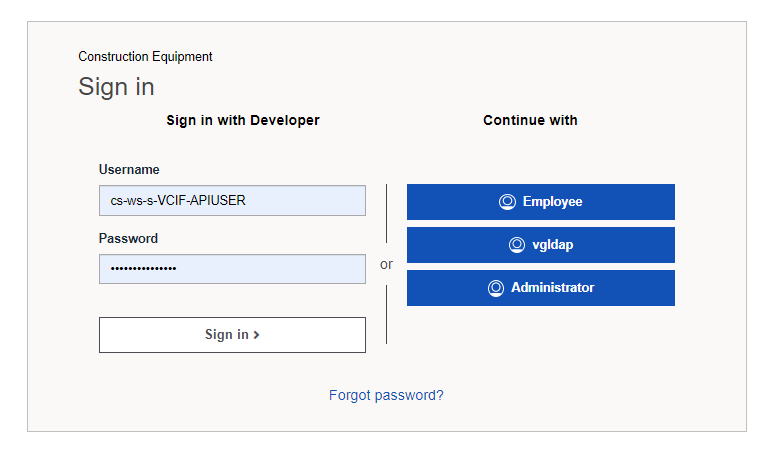 Construction Equipment
Sign in
Sign in with Developer
Continue with
Username
cs-ws-s-VCIF-APIUSER
Password
•••••••••••••••
Sign in
or
Employee
vgldap
Administrator
Forgot password?